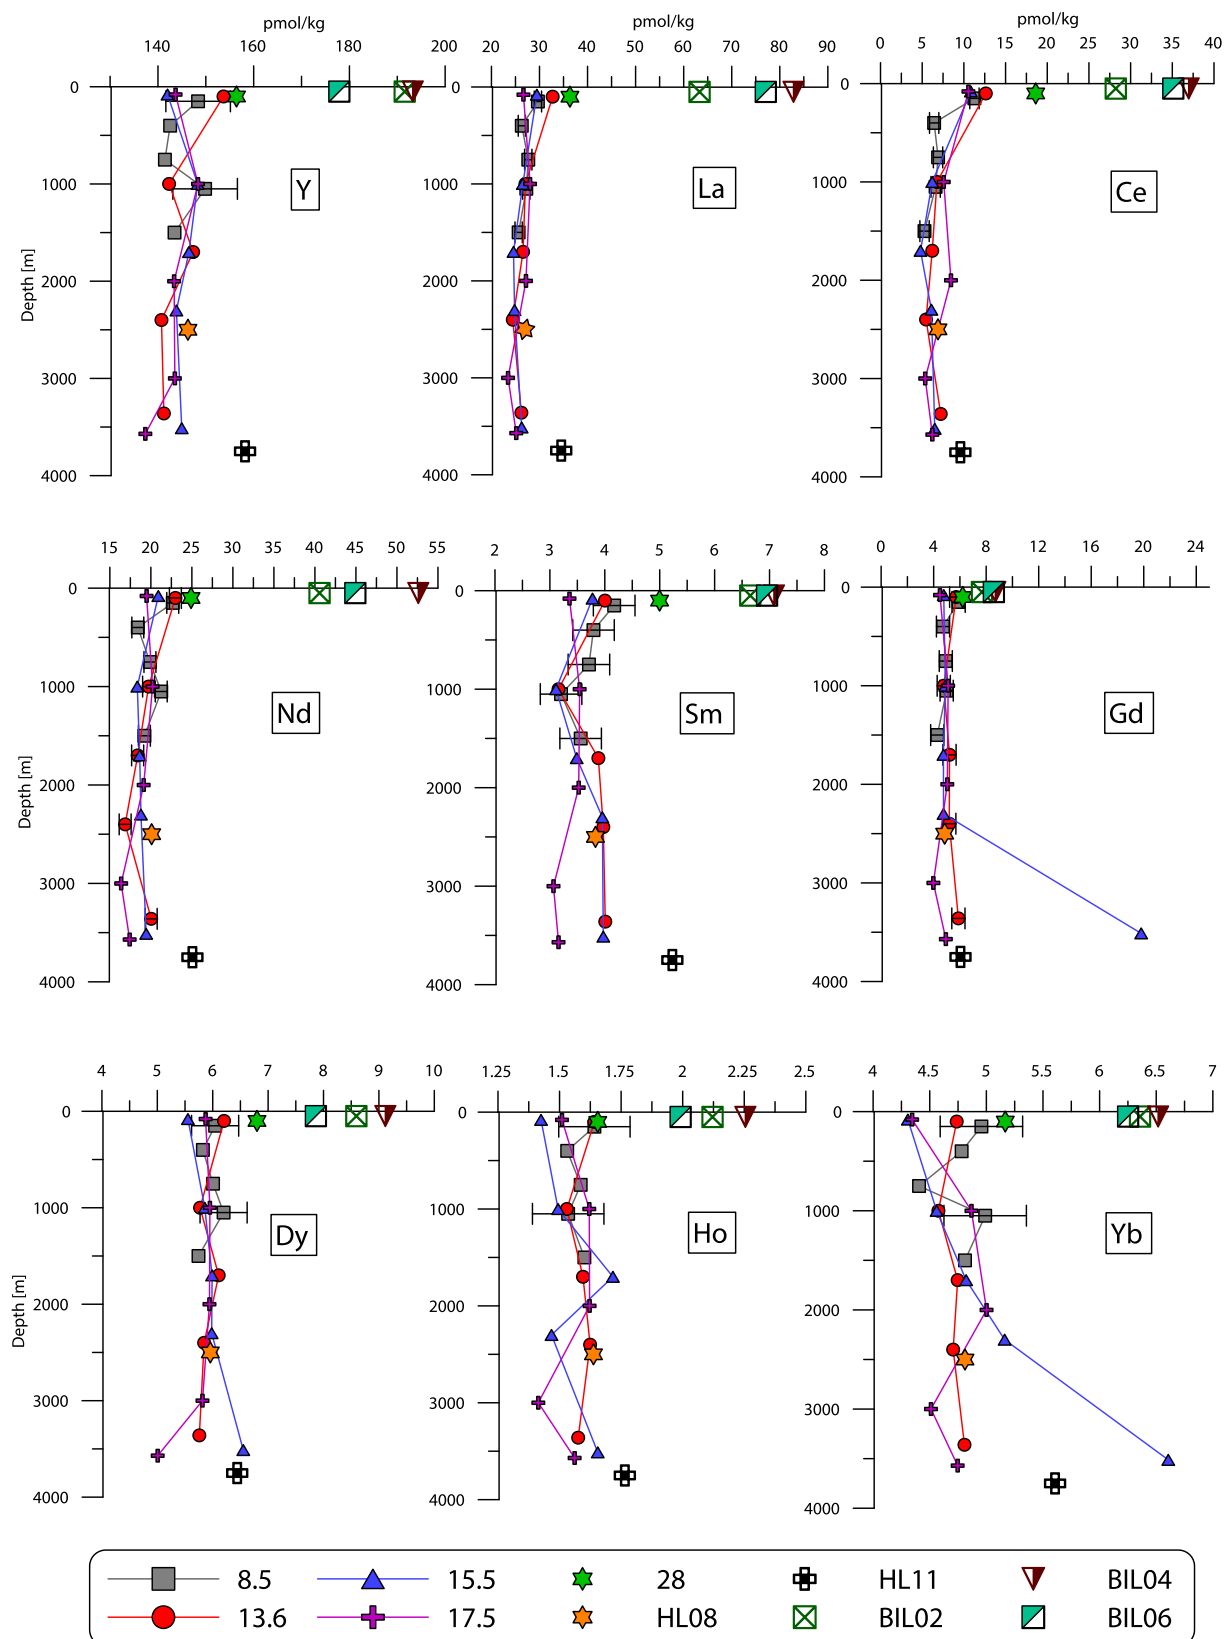 pmol/kg
pmol/kg
pmol/kg
140 160 180 200
20 30 40 50 60 70 80 90
0 5 10 15 20 25 30 35 40
0
1000
2000
3000
4000
Depth [m]
Y
0
1000
2000
3000
4000
La
0
1000
2000
3000
4000
Ce
15 20 25 30 35 40 45 50 55
2 3 4 5 6 7 8
0 4 8 12 16 20 24
0
1000
2000
3000
4000
Depth [m]
Nd
0
1000
2000
3000
4000
Sm
0
1000
2000
3000
4000
Gd
4 5 6 7 8 9 10
1.25 1.5 1.75 2 2.25 2.5
4 4.5 5 5.5 6 6.5 7
0
1000
2000
3000
4000
Depth [m]
Dy
0
1000
2000
3000
4000
Ho
0
1000
2000
3000
4000
Yb
8.5 15.5 28 HL11 BIL04
13.6 17.5 HL08 BIL02 BIL06